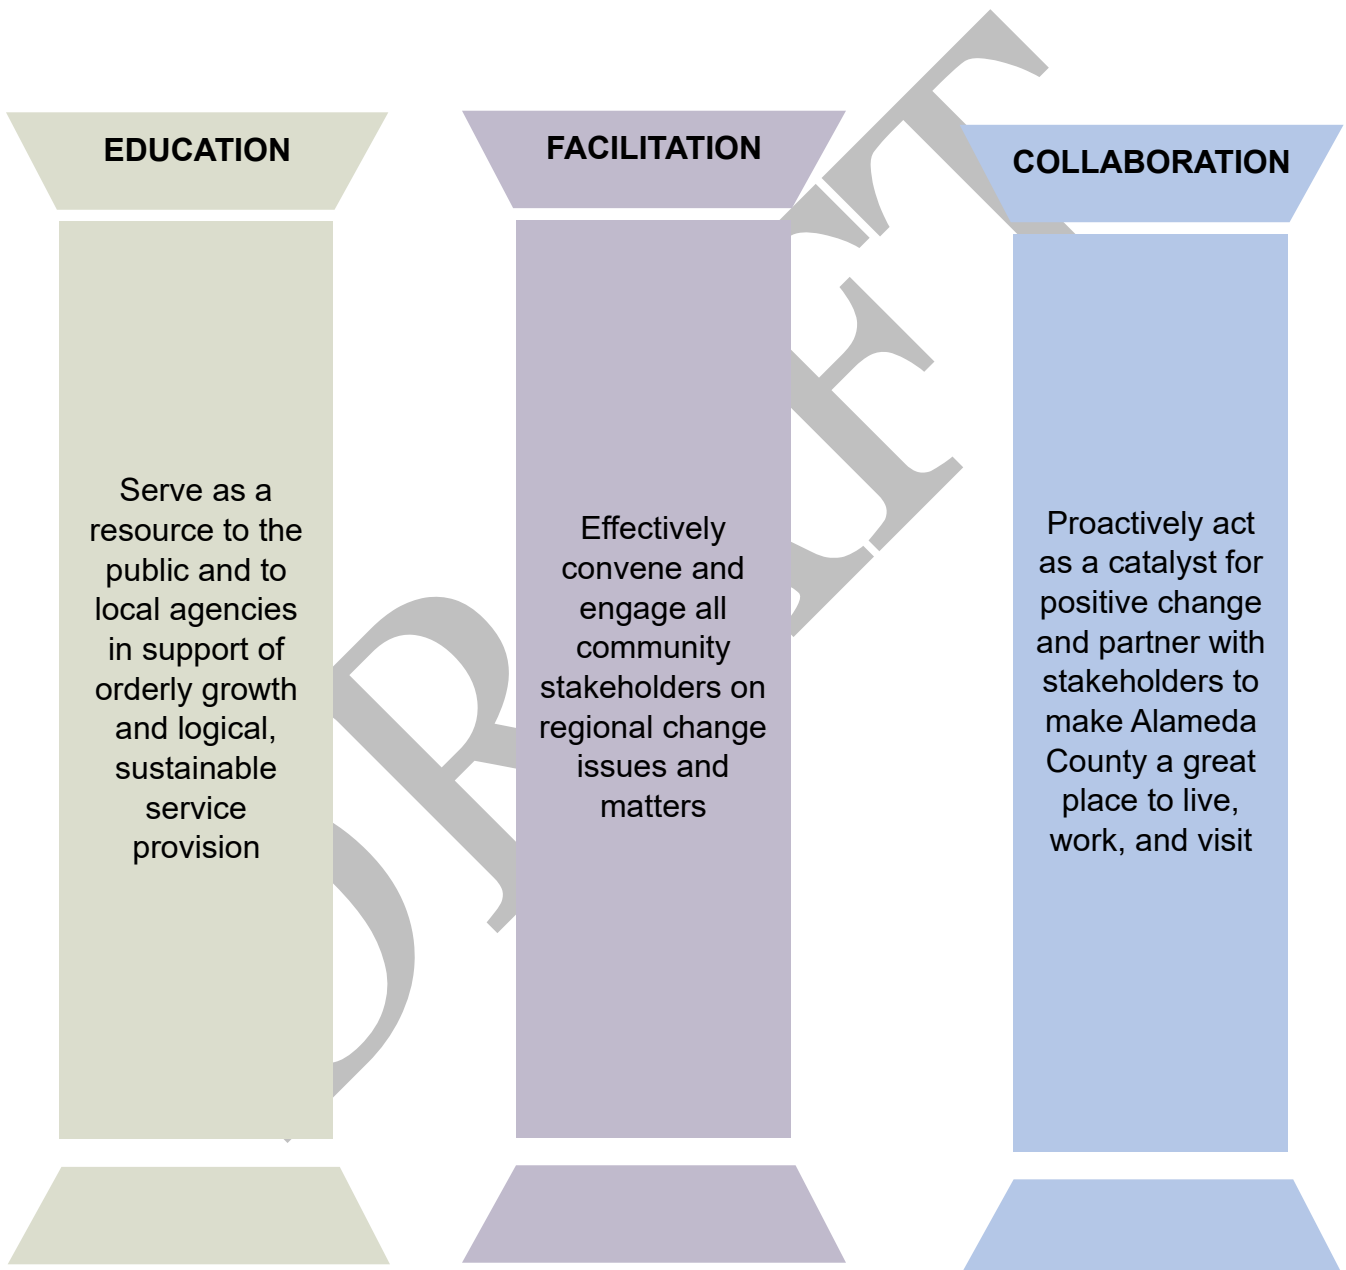 EDUCATION
Serve as a
resource to the
public and to
local agencies
in support of
orderly growth
and logical,
sustainable
service
provision
FACILITATION
Effectively
convene and
engage all
community
stakeholders on
regional change
issues and
matters
COLLABORATION
Proactively act
as a catalyst for
positive change
and partner with
stakeholders to
make Alameda
County a great
place to live,
work, and visit
DRAFT